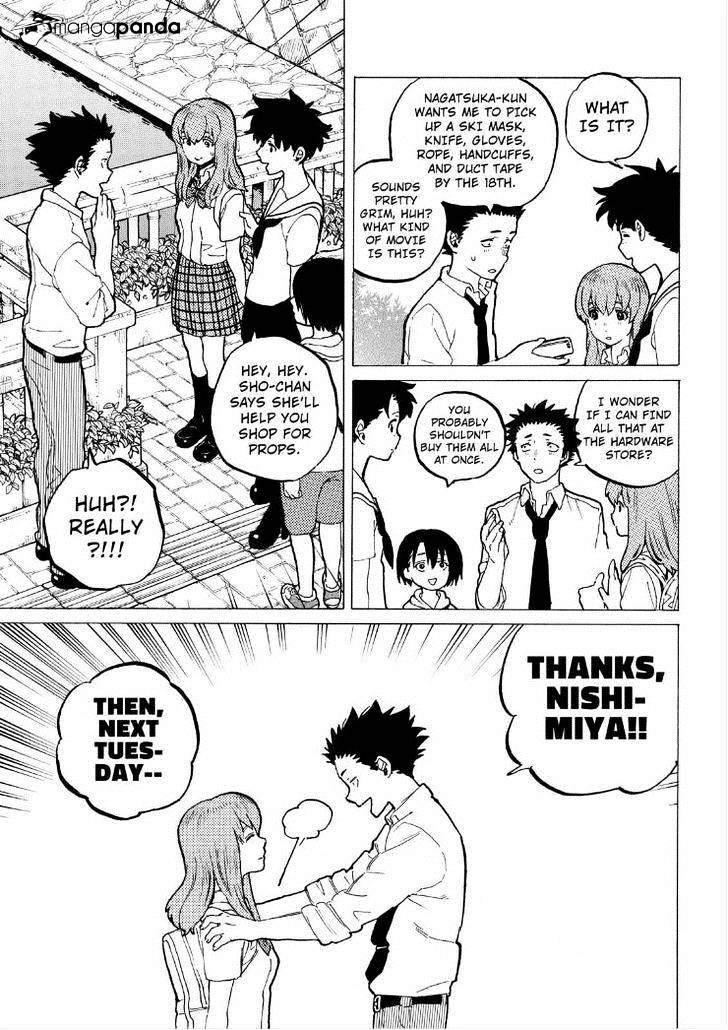 mangapanda
WHAT
IS IT?
NAGATSUKA-KUN
WANTS ME TO PICK
UP A SKI MASK,
KNIFE, GLOVES,
ROPE, HANDCUFFS,
AND DUCT TAPE
BY THE 18TH.
SOUNDS
PRETTY
GRIM, HUH?
WHAT KIND
OF MOVIE
IS THIS?
I WONDER
IF I CAN FIND
ALL THAT AT
THE HARDWARE
STORE?
YOU
PROBABLY
SHOULDN'T
BUY THEM ALL
AT ONCE.
HEY, HEY.
SHO-CHAN
SAYS SHE'LL
HELP YOU
SHOP FOR
PROPS.
HUH?!
REALLY
?!!!
THANKS,
NISHI-
MIYA!!
THEN,
NEXT
TUES-
DAY--